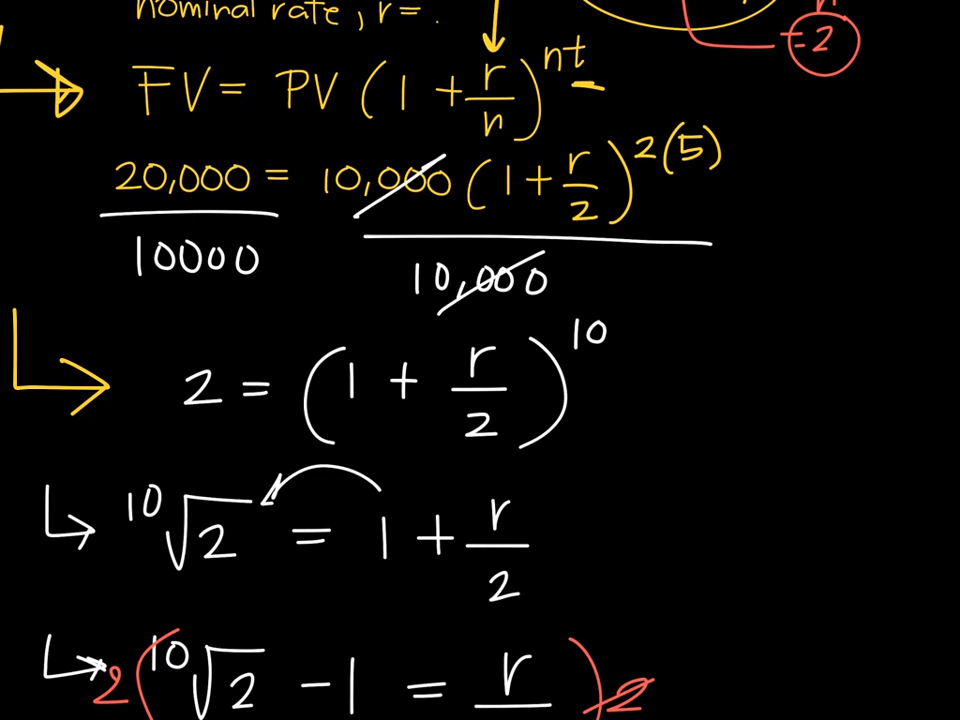 nominal rate, r = .
t = 2
FV = PV (1 + r/n)^nt
20,000 = 10,000 (1 + r/2)^2(5)
10000 10,000
2 = (1 + r/2)^10
10√2 = 1 + r/2
2 (10√2 - 1 = r) 2